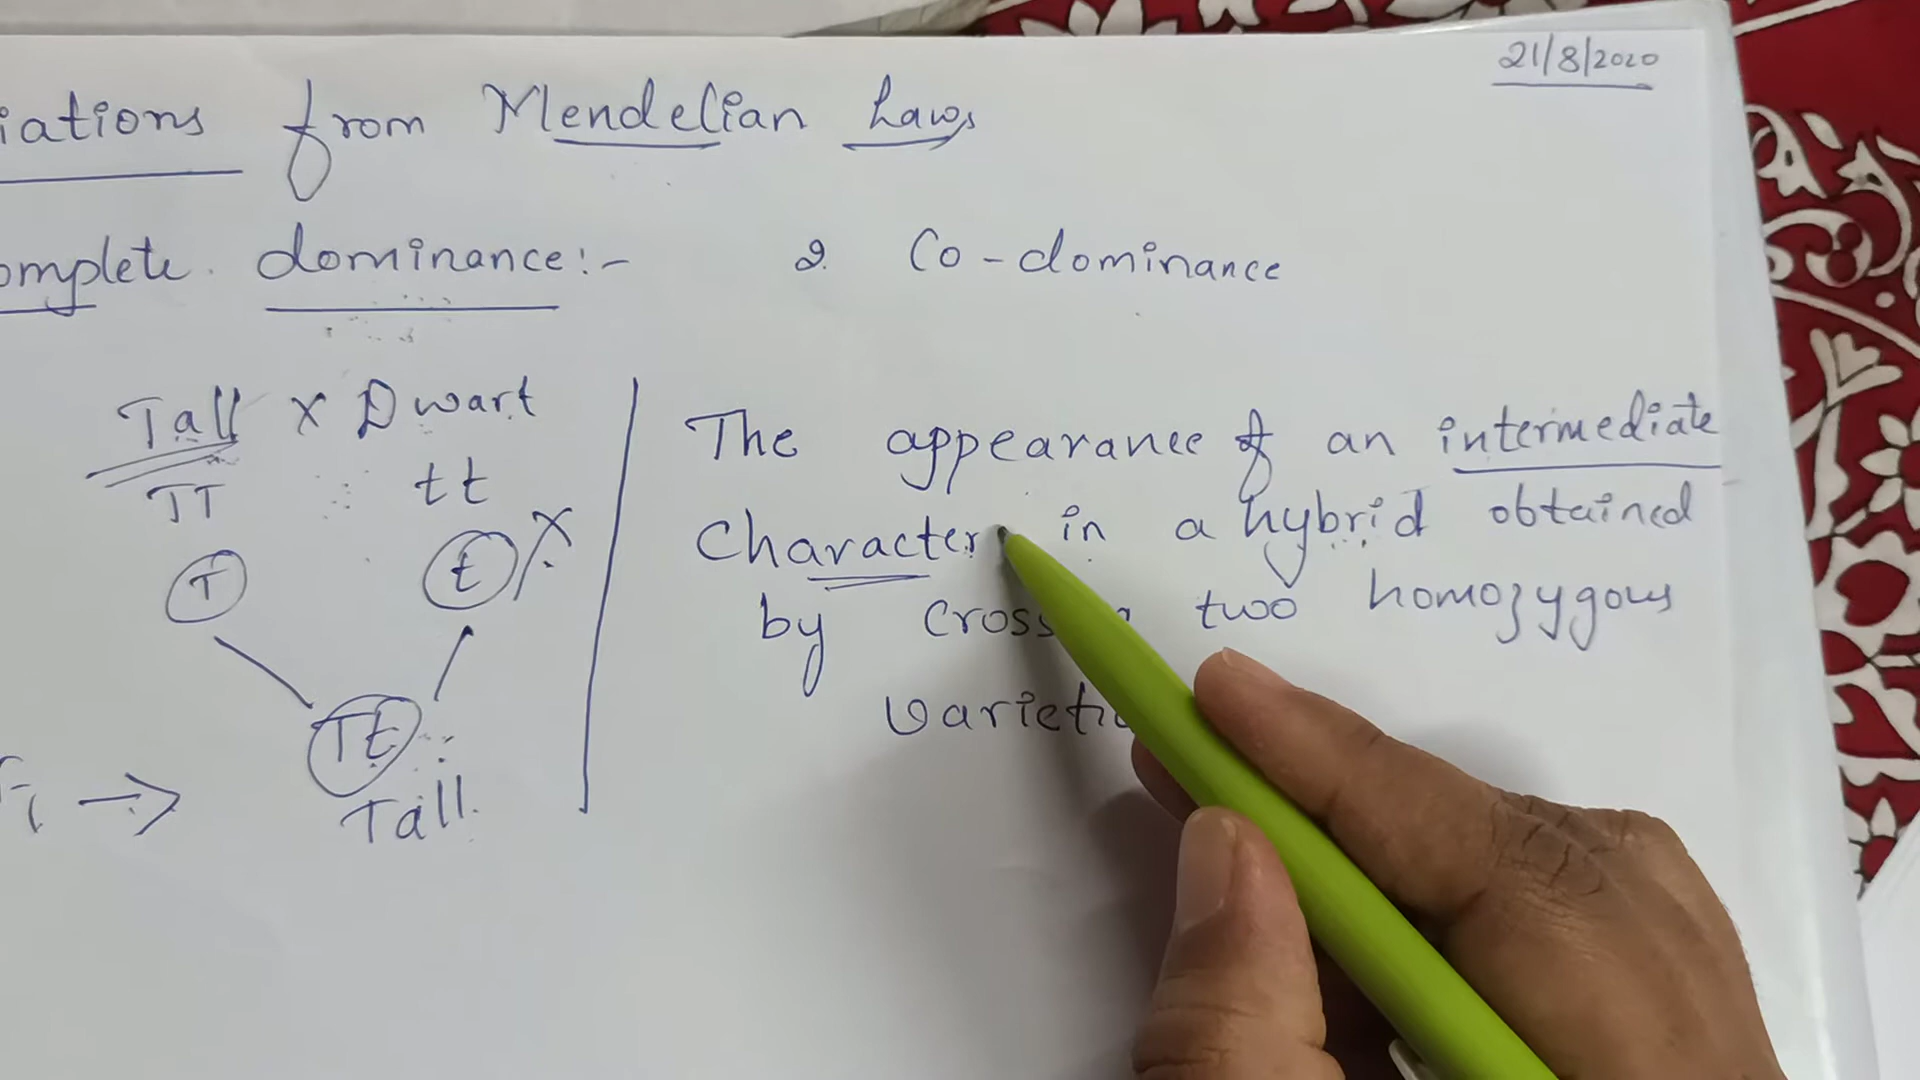 21/8/2020
iations from Mendelian Laws
omplete dominance:-
2. Co-dominance
Tall x Dwart
TT tt
T t x
Tt
F1 →
Tall.
The appearance of an intermediate
Character in a hybrid obtained
by two homozygous